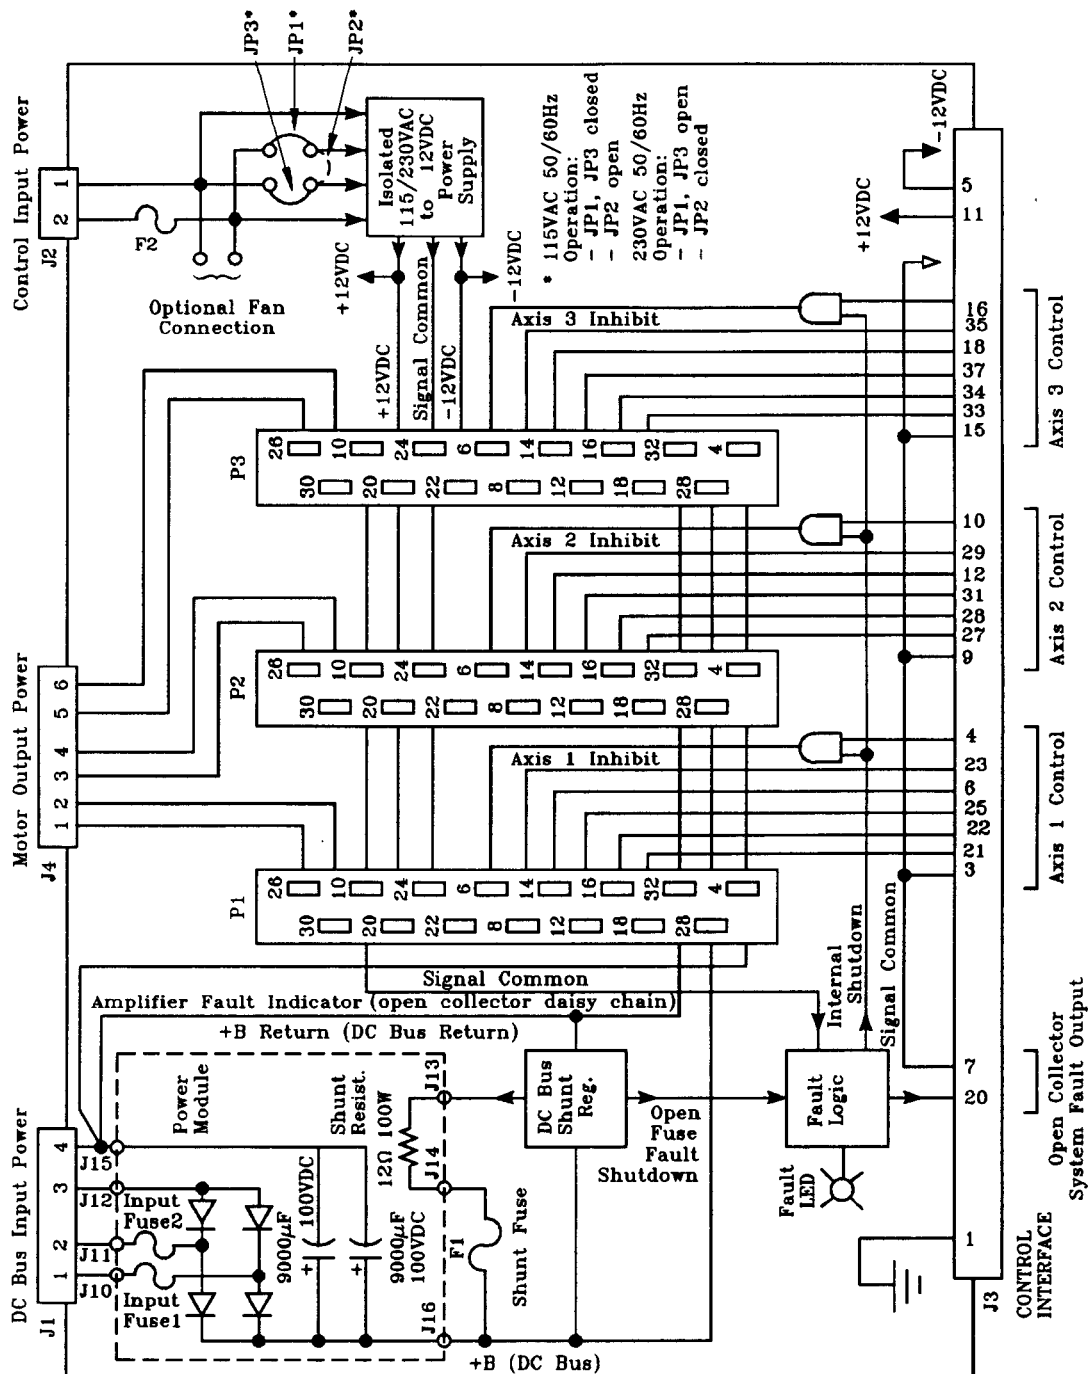 Control Input Power
J2
2 1
F2
Optional Fan
Connection
JP3*
JP1*
JP2*
Isolated
115/230VAC
to 12VDC
Power
Supply
+12VDC
-12VDC
+12VDC
Signal Common
-12VDC
* 115VAC 50/60Hz
Operation:
- JP1, JP3 closed
- JP2 open
230VAC 50/60Hz
Operation:
- JP1, JP3 open
- JP2 closed
-12VDC
5
11
+12VDC
Axis 3 Inhibit
16
35
18
37
34
33
15
Axis 3 Control
P3
26 10 24 6 14 16 32 4
30 20 22 8 12 18 28
Axis 2 Inhibit
10
29
12
31
28
27
9
Axis 2 Control
Motor Output Power
J4
6
5
4
3
2
1
P2
26 10 24 6 14 16 32 4
30 20 22 8 12 18 28
Axis 1 Inhibit
4
23
6
25
22
21
3
Axis 1 Control
P1
26 10 24 6 14 16 32 4
30 20 22 8 12 18 28
Signal Common
Amplifier Fault Indicator (open collector daisy chain)
+B Return (DC Bus Return)
Internal
Shutdown
Signal Common
DC Bus Input Power
J1
4
3
2
1
J15
J12
J11
J10
Power
Module
Input
Fuse2
Input
Fuse1
9000µF
100VDC
+
+
9000µF
100VDC
Shunt
Resist.
12Ω 100W
J13
J14
J16
F1
Shunt Fuse
+B (DC Bus)
DC Bus
Shunt
Reg.
Open
Fuse
Fault
Shutdown
Fault
Logic
Fault
LED
7
20
Open Collector
System Fault Output
1
J3
CONTROL
INTERFACE